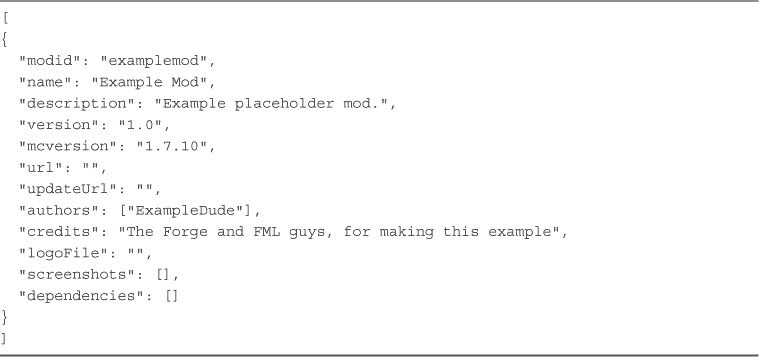 [
{
  "modid": "examplemod",
  "name": "Example Mod",
  "description": "Example placeholder mod.",
  "version": "1.0",
  "mcversion": "1.7.10",
  "url": "",
  "updateUrl": "",
  "authors": ["ExampleDude"],
  "credits": "The Forge and FML guys, for making this example",
  "logoFile": "",
  "screenshots": [],
  "dependencies": []
}
]